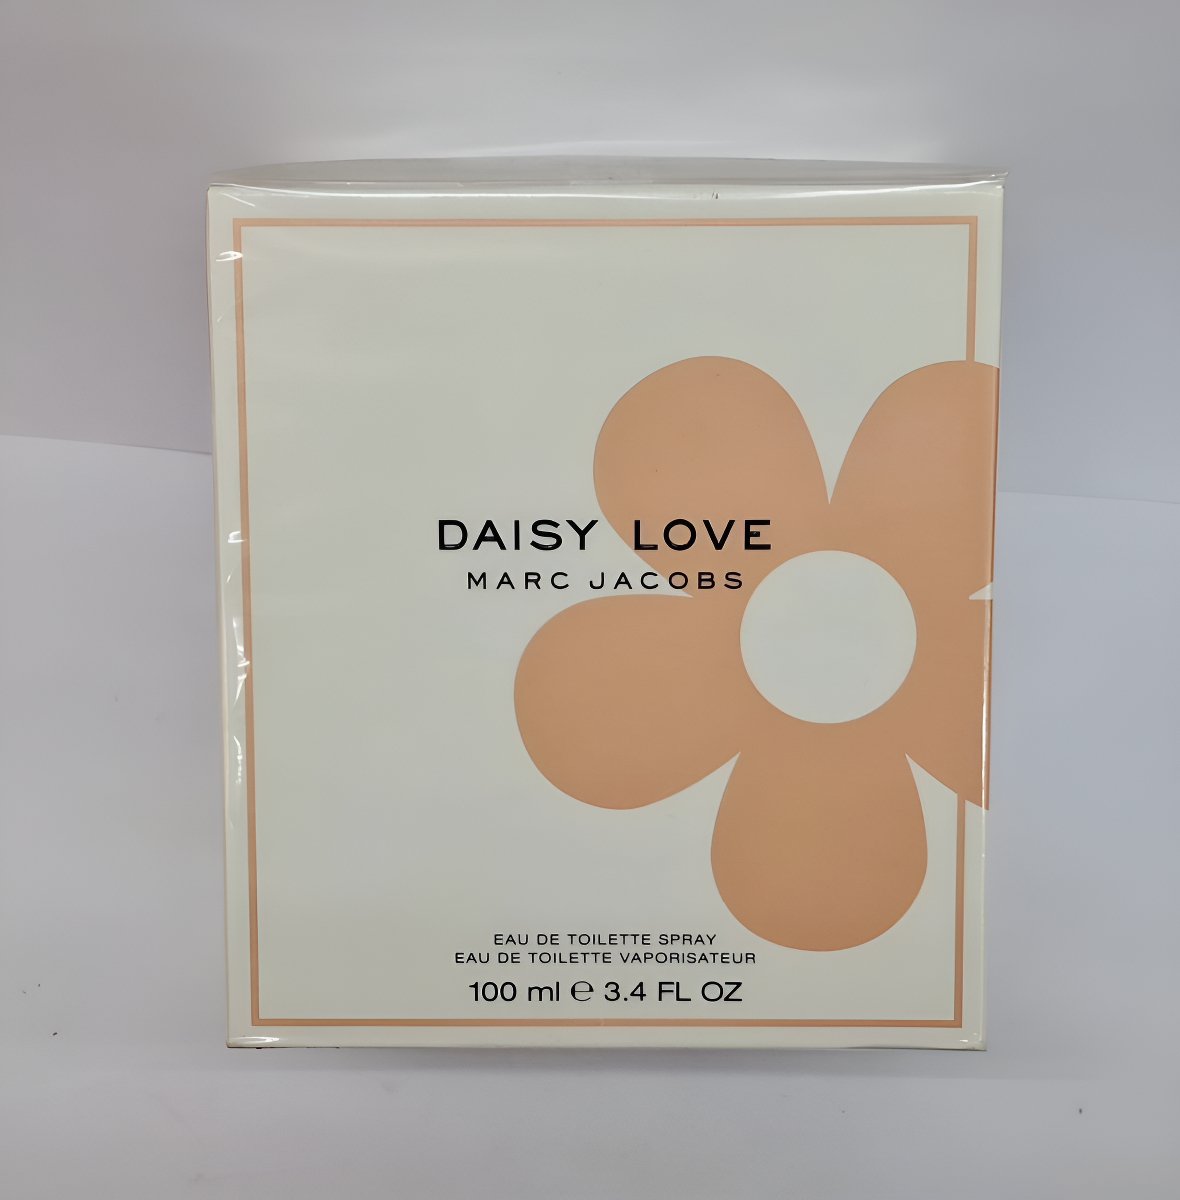 DAISY LOVE
MARC JACOBS
EAU DE TOILETTE SPRAY
EAU DE TOILETTE VAPORISATEUR
100 ml ℮ 3.4 FL OZ